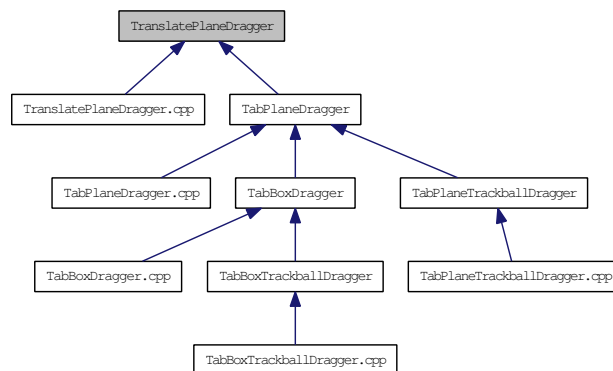 TranslatePlaneDragger
TranslatePlaneDragger.cpp
TabPlaneDragger
TabPlaneDragger.cpp
TabBoxDragger
TabPlaneTrackballDragger
TabBoxDragger.cpp
TabBoxTrackballDragger
TabPlaneTrackballDragger.cpp
TabBoxTrackballDragger.cpp